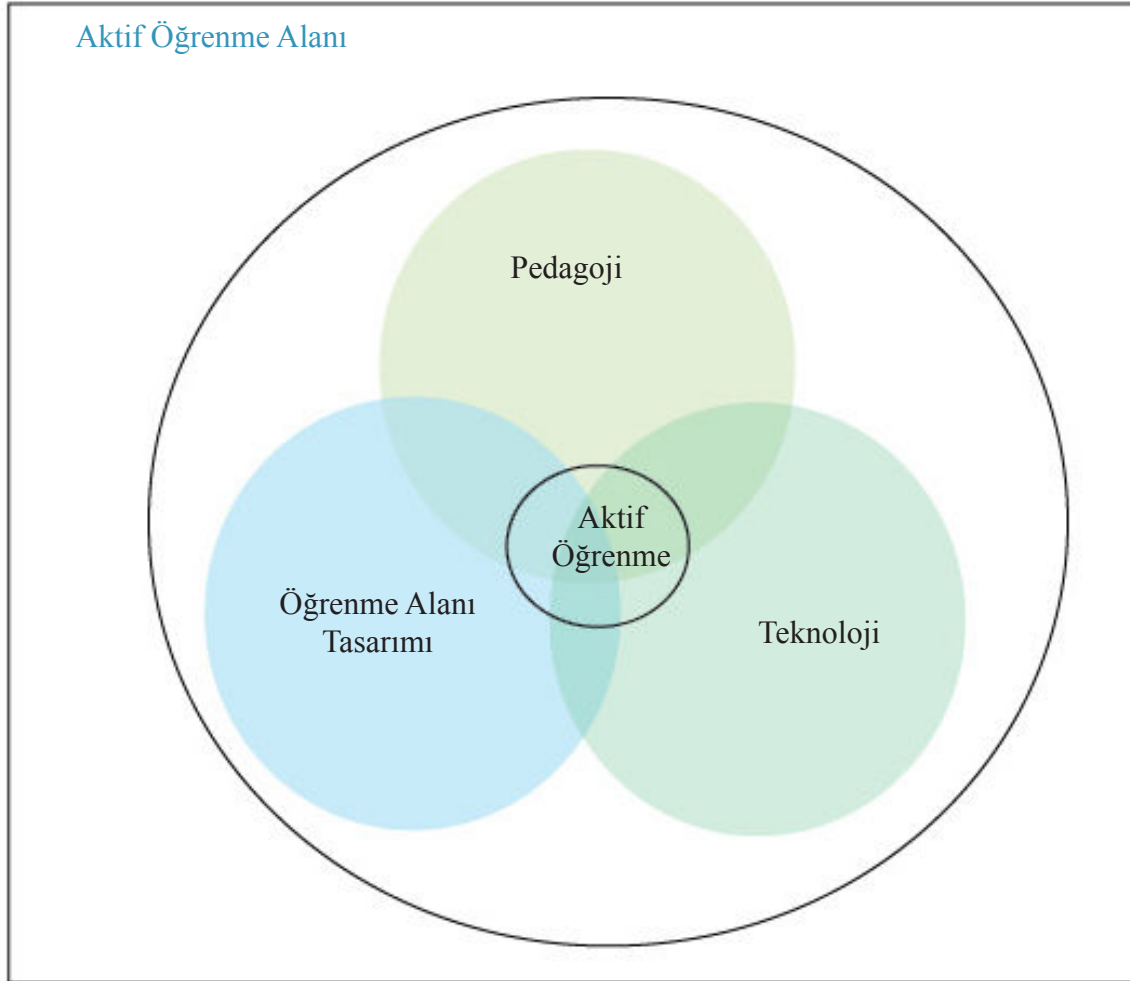 Aktif Öğrenme Alanı
Pedagoji
Aktif
Öğrenme
Öğrenme Alanı
Tasarımı
Teknoloji